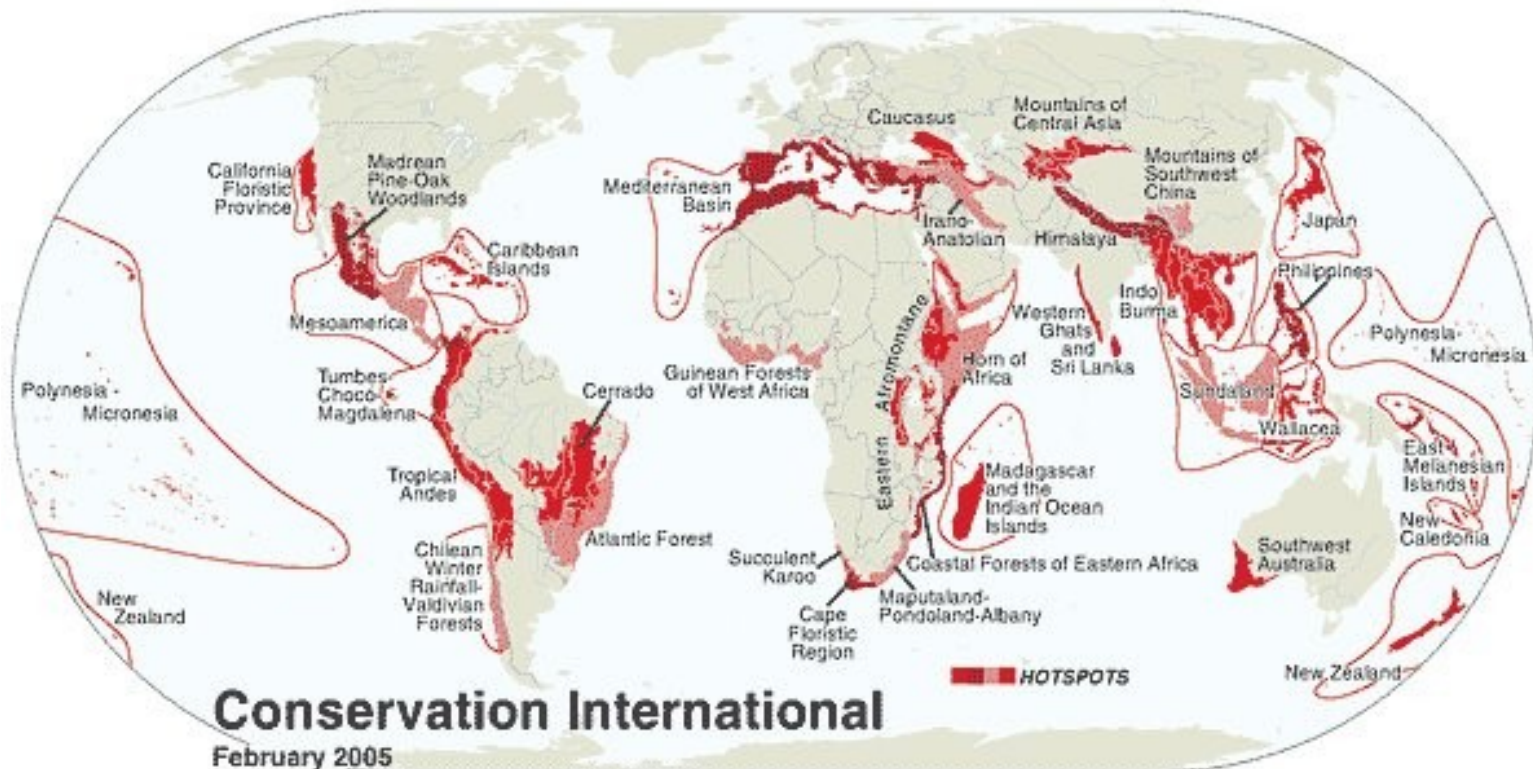 California
Floristic
Province
Madrean
Pine-Oak
Woodlands
Caribbean
Islands
Mesoamerica
Polynesia -
Micronesia
Tumbes-
Choco-
Magdalena
Cerrado
Tropical
Andes
Atlantic Forest
Chilean
Winter
Rainfall-
Valdivian
Forests
New
Zealand
Mediterranean
Basin
Caucasus
Irano-
Anatolian
Mountains of
Central Asia
Mountains of
Southwest
China
Himalaya
Japan
Philippines
Indo
Burma
Western
Ghats
and
Sri Lanka
Polynesia -
Micronesia
Guinean Forests
of West Africa
Eastern Afromontane
Horn of
Africa
Sundaland
Wallacea
East
Melanesian
Islands
New
Caledonia
Madagascar
and the
Indian Ocean
Islands
Succulent
Karoo
Coastal Forests of Eastern Africa
Maputaland-
Pondoland-Albany
Cape
Floristic
Region
Southwest
Australia
New Zealand
HOTSPOTS
Conservation International
February 2005